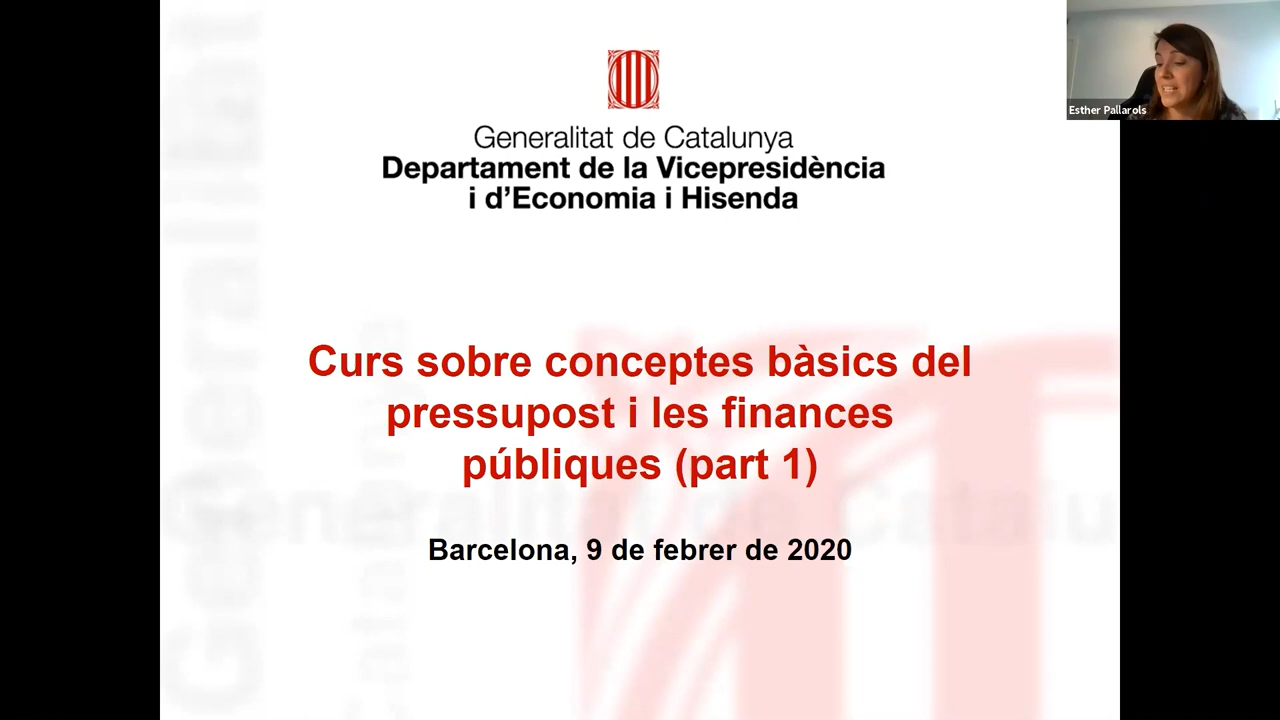 Generalitat de Catalunya
Departament de la Vicepresidència
i d'Economia i Hisenda
Curs sobre conceptes bàsics del
pressupost i les finances
públiques (part 1)
Barcelona, 9 de febrer de 2020
Esther Pallarols